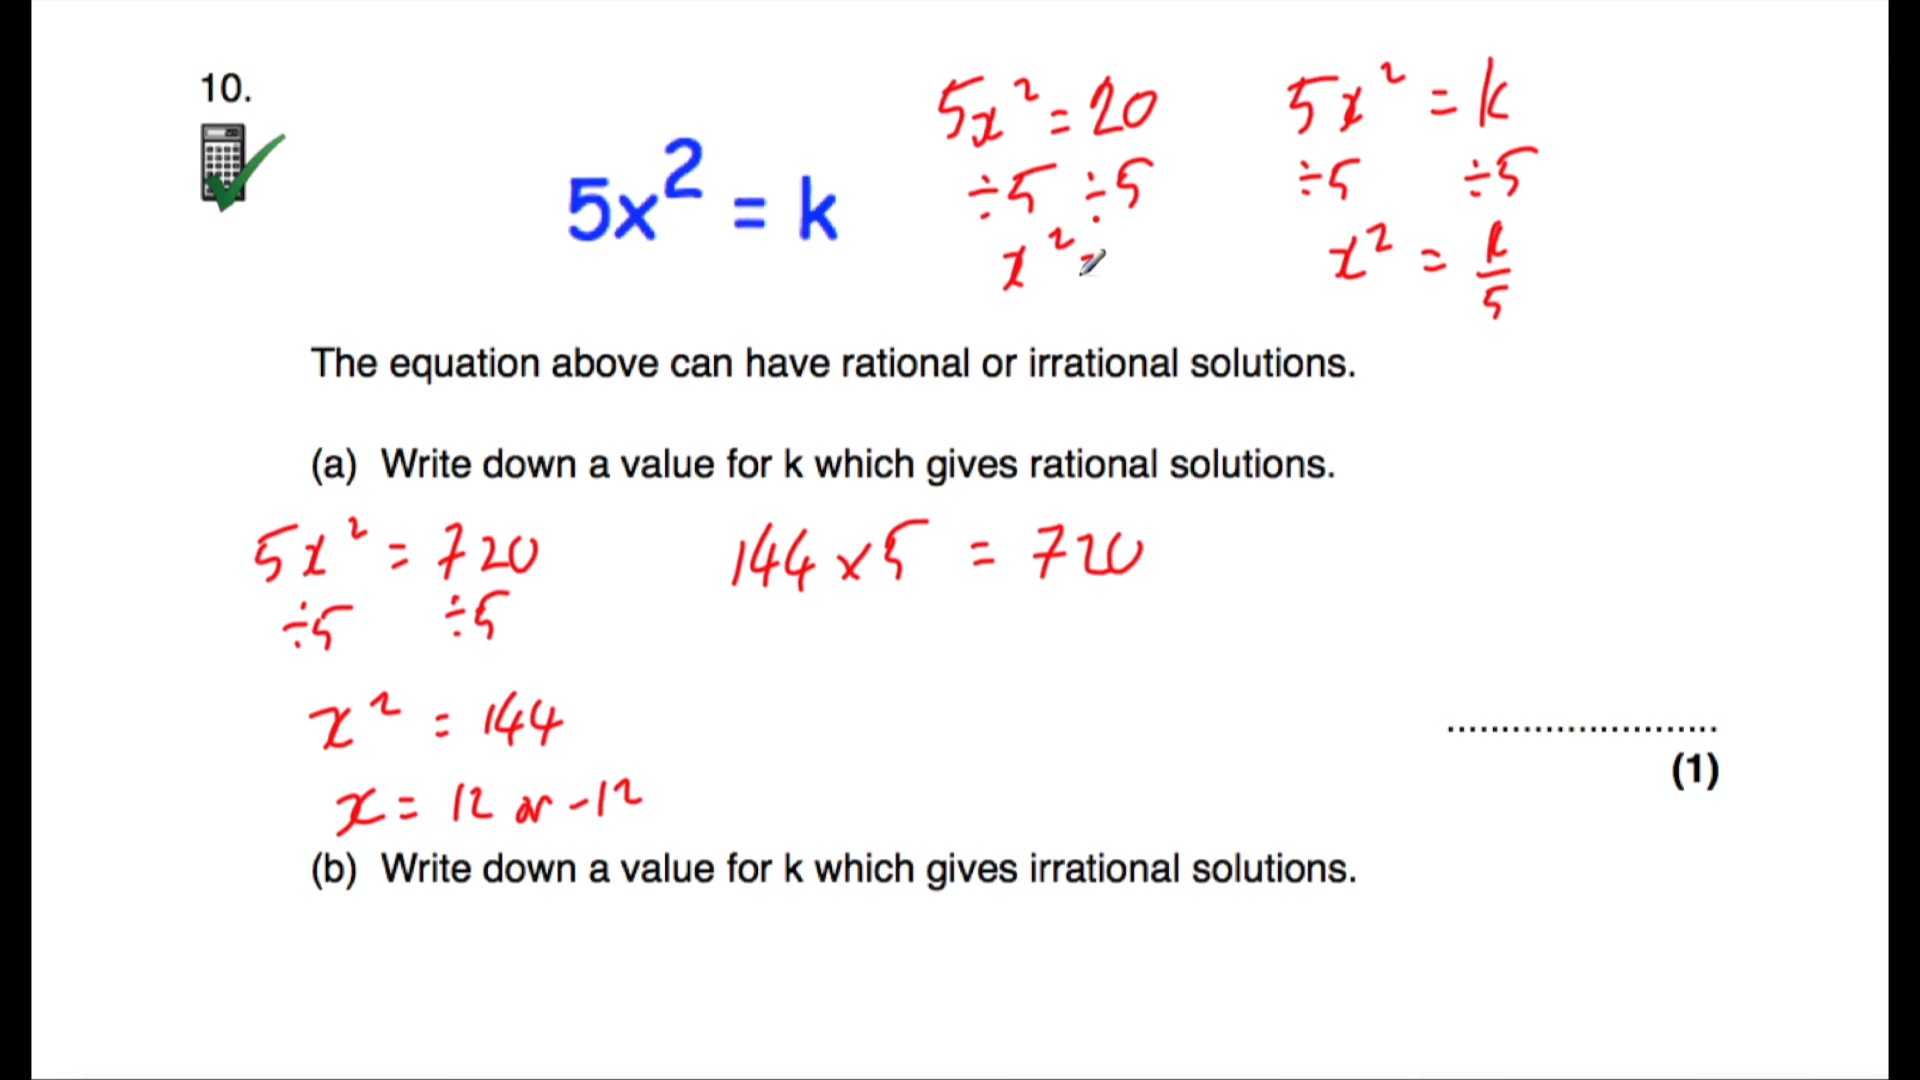 10.
5x² = k
5x² = 20
÷5 ÷5
x² =
5x² = k
÷5 ÷5
x² = k/5
The equation above can have rational or irrational solutions.
(a) Write down a value for k which gives rational solutions.
5x² = 720
÷5 ÷5
x² = 144
x = 12 or -12
144 x 5 = 720
..........................
(1)
(b) Write down a value for k which gives irrational solutions.